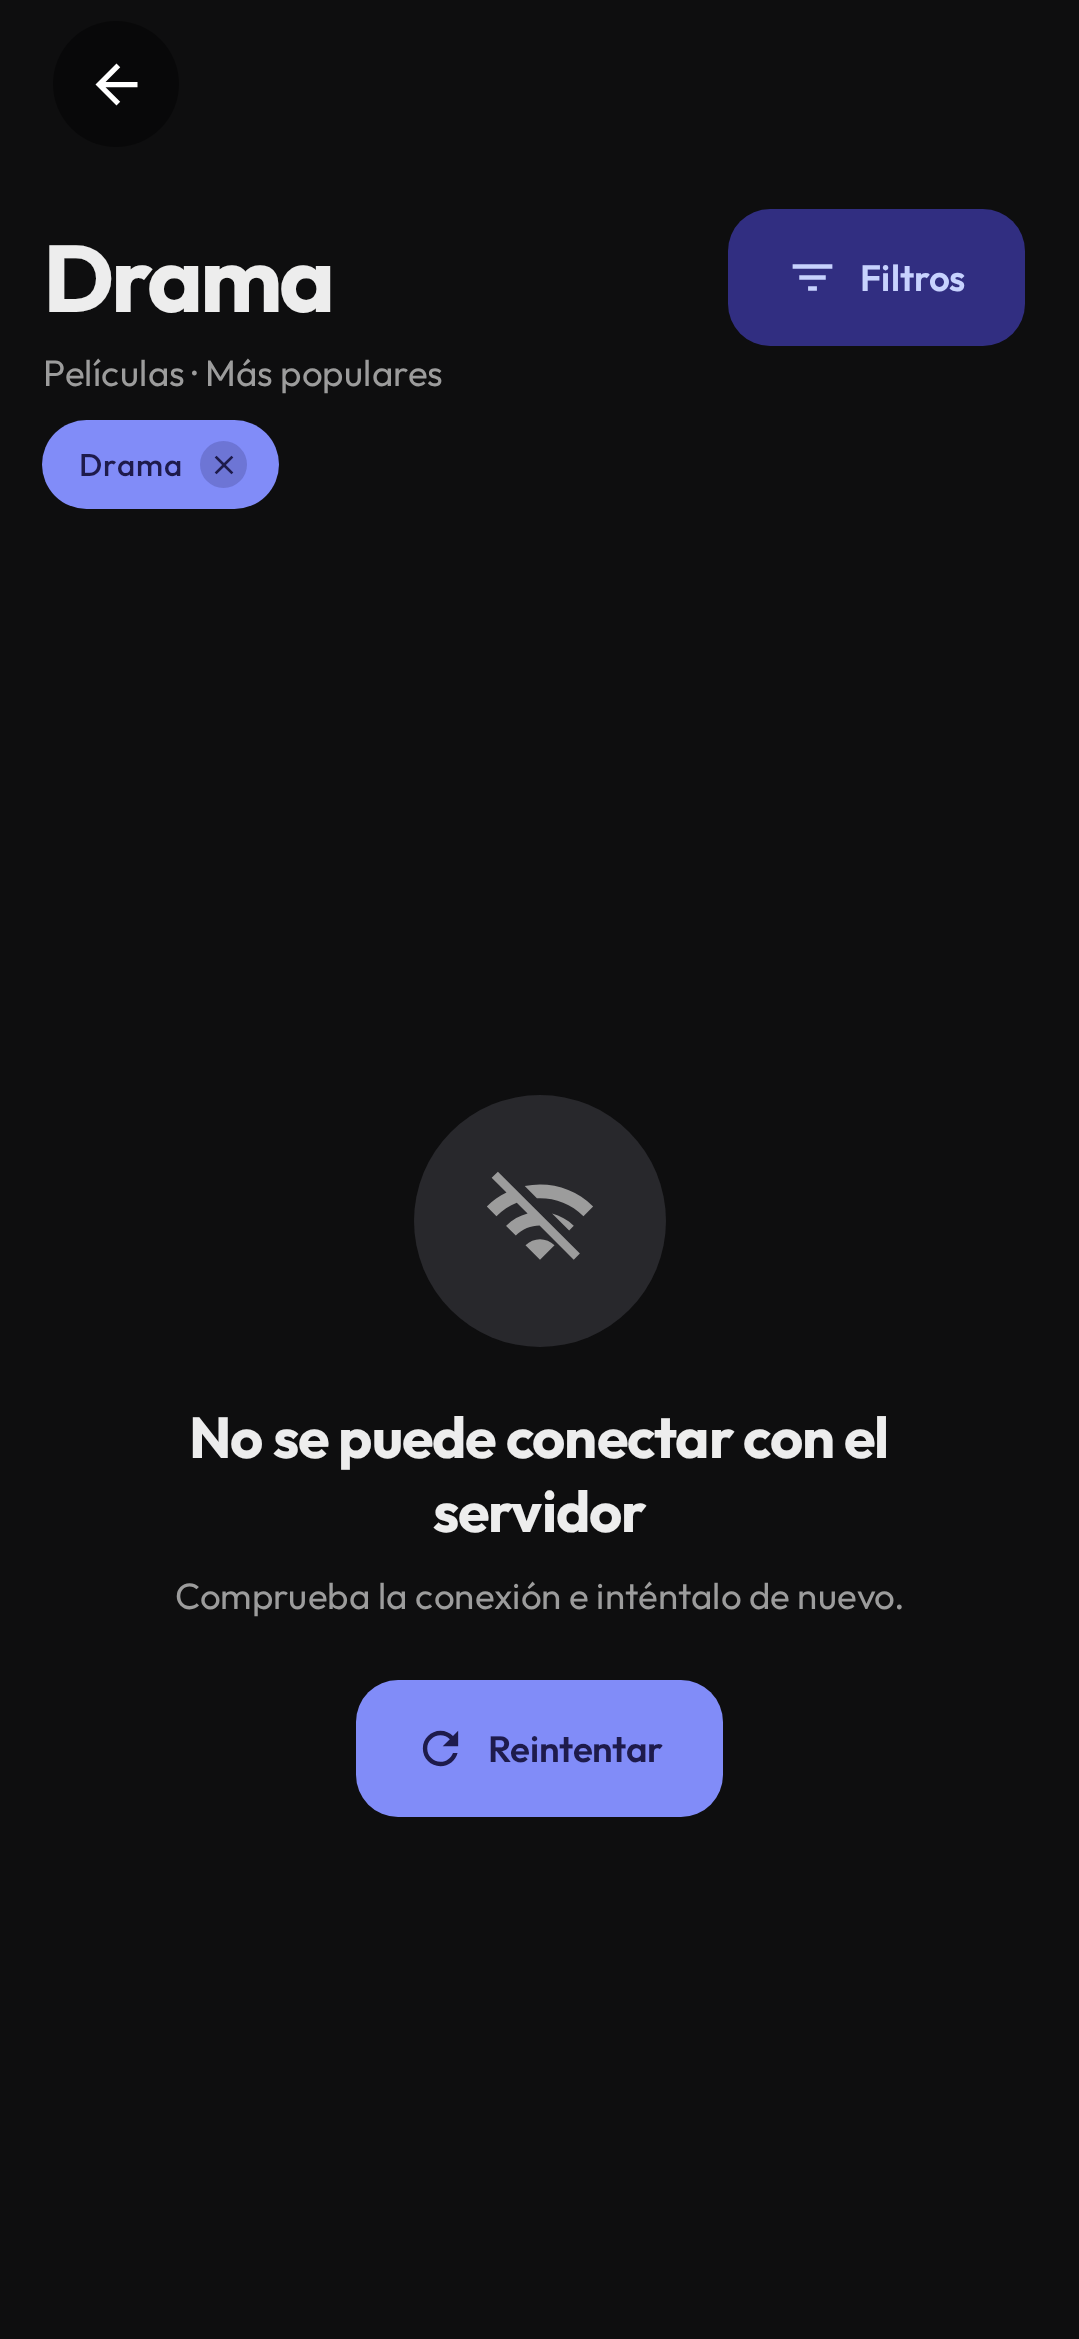 Drama
Filtros
Películas · Más populares
Drama
No se puede conectar con el
servidor
Comprueba la conexión e inténtalo de nuevo.
Reintentar